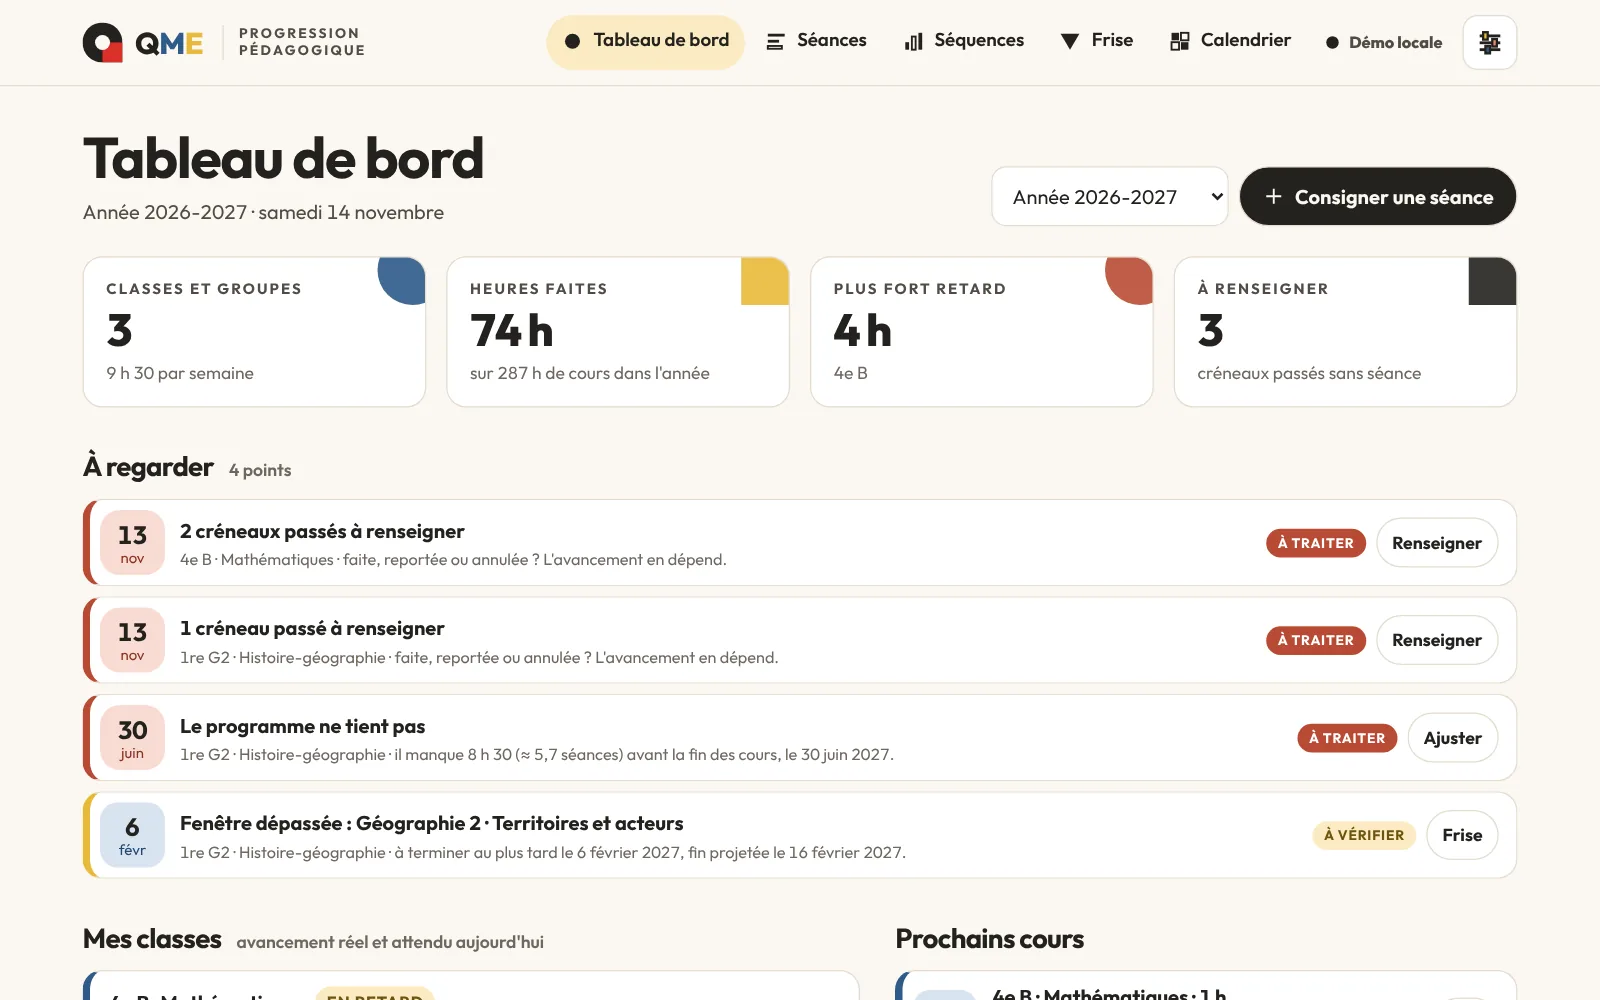 QME
PROGRESSION
PÉDAGOGIQUE
Tableau de bord
Séances
Séquences
Frise
Calendrier
Démo locale
Tableau de bord
Année 2026-2027 · samedi 14 novembre
Année 2026-2027
+ Consigner une séance
CLASSES ET GROUPES
3
9 h 30 par semaine
HEURES FAITES
74 h
sur 287 h de cours dans l'année
PLUS FORT RETARD
4 h
4e B
À RENSEIGNER
3
créneaux passés sans séance
À regarder 4 points
13
nov
2 créneaux passés à renseigner
4e B · Mathématiques · faite, reportée ou annulée ? L'avancement en dépend.
À TRAITER
Renseigner
13
nov
1 créneau passé à renseigner
1re G2 · Histoire-géographie · faite, reportée ou annulée ? L'avancement en dépend.
À TRAITER
Renseigner
30
juin
Le programme ne tient pas
1re G2 · Histoire-géographie · il manque 8 h 30 (≈ 5,7 séances) avant la fin des cours, le 30 juin 2027.
À TRAITER
Ajuster
6
févr
Fenêtre dépassée : Géographie 2 · Territoires et acteurs
1re G2 · Histoire-géographie · à terminer au plus tard le 6 février 2027, fin projetée le 16 février 2027.
À VÉRIFIER
Frise
Mes classes avancement réel et attendu aujourd'hui
4e B · Mathématiques
EN RETARD
Prochains cours
4e B · Mathématiques · 1 h